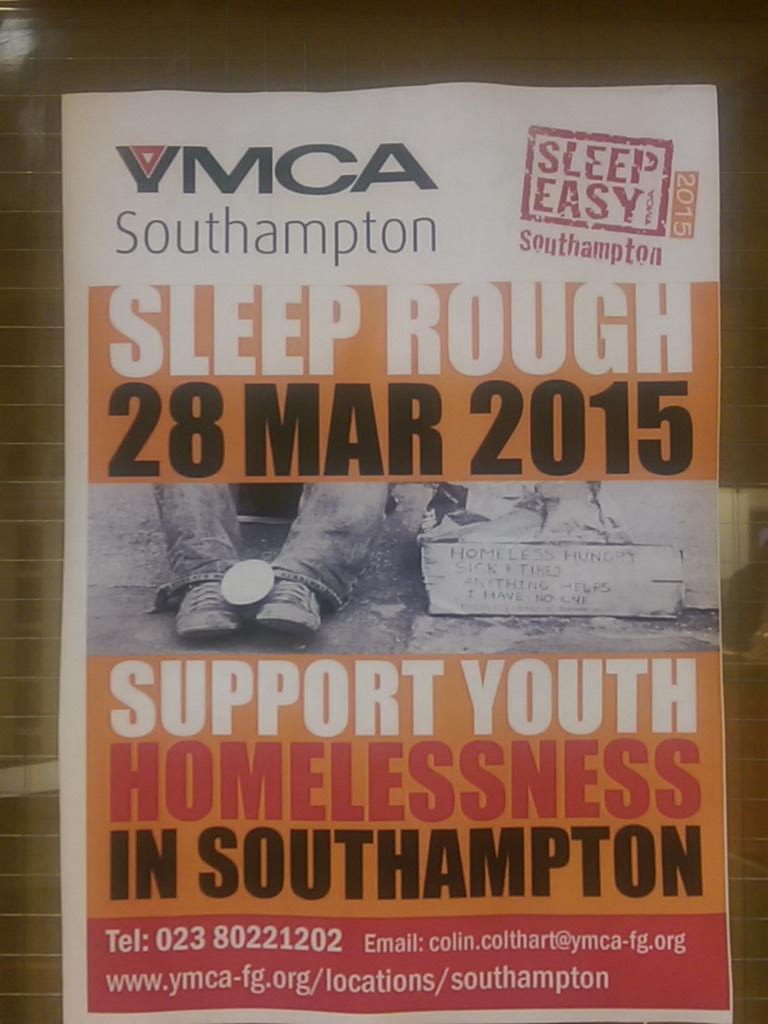 YMCA
Southampton
SLEEP
EASY
YMCA
2015
Southampton
SLEEP ROUGH
28 MAR 2015
HOMELESS HUNGRY
SICK + TIRED
ANYTHING HELPS
I HAVE NO ONE
SUPPORT YOUTH
HOMELESSNESS
IN SOUTHAMPTON
Tel: 023 80221202 Email: colin.colthart@ymca-fg.org
www.ymca-fg.org/locations/southampton